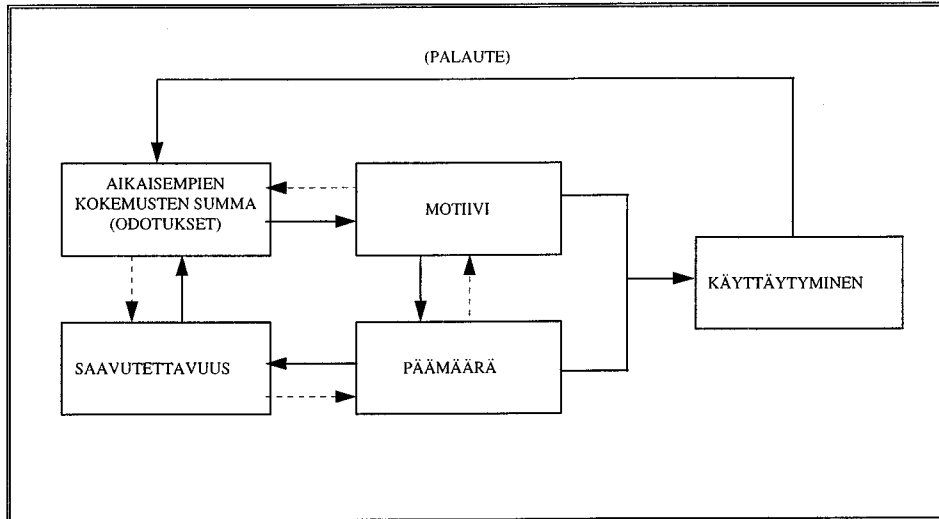 (PALAUTE)
AIKAISEMPIEN
KOKEMUSTEN SUMMA
(ODOTUKSET)
MOTIIVI
KÄYTTÄYTYMINEN
SAAVUTETTAVUUS
PÄÄMÄÄRÄ